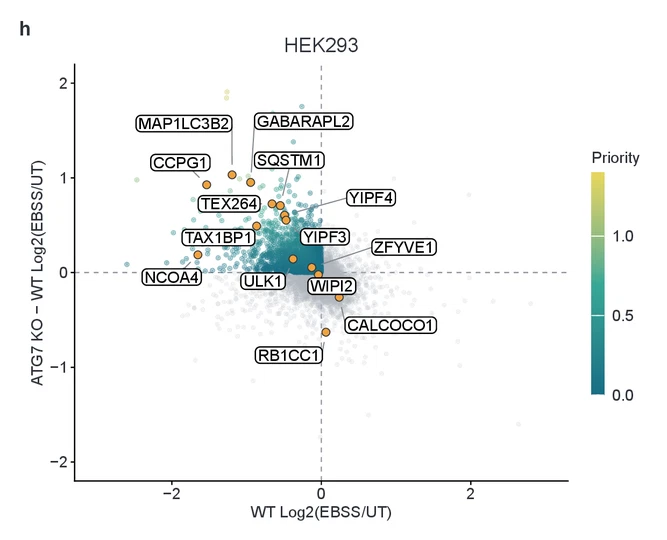 h
HEK293
2
1
0
−1
−2
ATG7 KO − WT Log2(EBSS/UT)
MAP1LC3B2
GABARAPL2
CCPG1
SQSTM1
TEX264
YIPF4
TAX1BP1
YIPF3
ZFYVE1
NCOA4
ULK1
WIPI2
CALCOCO1
RB1CC1
−2
0
2
WT Log2(EBSS/UT)
Priority
1.0
0.5
0.0